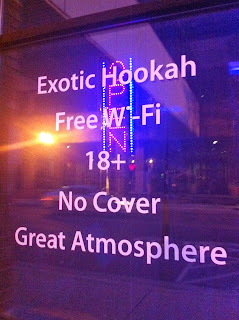 Exotic Hookah
Free Wi-Fi
18+
No Cover
Great Atmosphere
OPEN